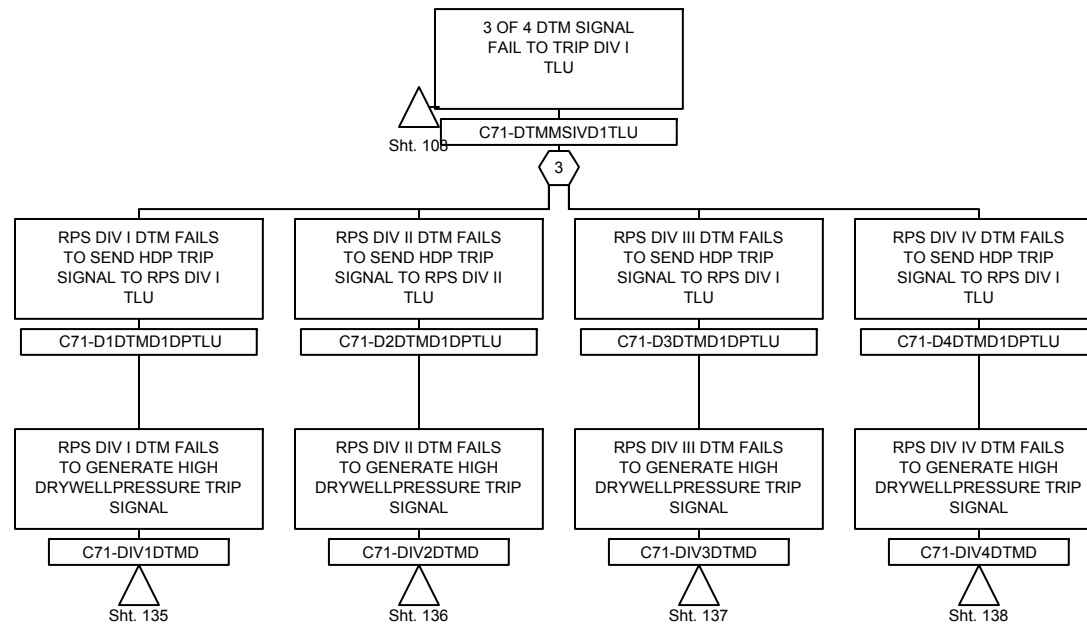 3 OF 4 DTM SIGNAL
FAIL TO TRIP DIV I
TLU
C71-DTMMSIVD1TLU
Sht. 108
3
RPS DIV I DTM FAILS
TO SEND HDP TRIP
SIGNAL TO RPS DIV I
TLU
C71-D1DTMD1DPTLU
RPS DIV II DTM FAILS
TO SEND HDP TRIP
SIGNAL TO RPS DIV II
TLU
C71-D2DTMD1DPTLU
RPS DIV III DTM FAILS
TO SEND HDP TRIP
SIGNAL TO RPS DIV I
TLU
C71-D3DTMD1DPTLU
RPS DIV IV DTM FAILS
TO SEND HDP TRIP
SIGNAL TO RPS DIV I
TLU
C71-D4DTMD1DPTLU
RPS DIV I DTM FAILS
TO GENERATE HIGH
DRYWELLPRESSURE TRIP
SIGNAL
C71-DIV1DTMD
Sht. 135
RPS DIV II DTM FAILS
TO GENERATE HIGH
DRYWELLPRESSURE TRIP
SIGNAL
C71-DIV2DTMD
Sht. 136
RPS DIV III DTM FAILS
TO GENERATE HIGH
DRYWELLPRESSURE TRIP
SIGNAL
C71-DIV3DTMD
Sht. 137
RPS DIV IV DTM FAILS
TO GENERATE HIGH
DRYWELLPRESSURE TRIP
SIGNAL
C71-DIV4DTMD
Sht. 138